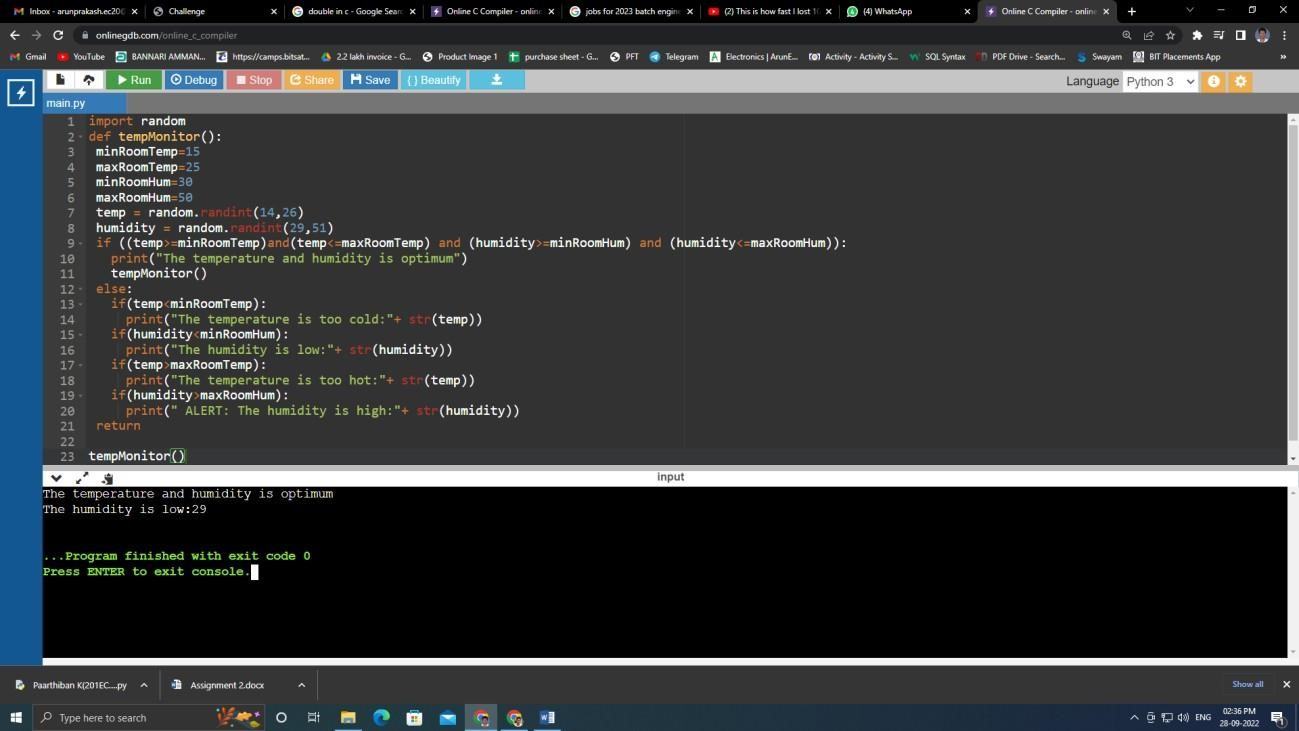 Inbox - arunprakash.ec20
Challenge
double in c - Google Sear
Online C Compiler - onlin
jobs for 2023 batch engine
(2) This is how fast I lost 1
(4) WhatsApp
Online C Compiler - online
onlinegdb.com/online_c_compiler
Gmail
YouTube
BANNARI AMMAN...
https://camps.bitsat...
2.2 lakh invoice - G...
Product Image 1
purchase sheet - G...
PFT
Telegram
Electronics | ArunE...
Activity - Activity S...
SQL Syntax
PDF Drive - Search...
Swayam
BIT Placements App
»
Run
Debug
Stop
Share
Save
{ } Beautify
Language Python 3
main.py
1 import random
2 def tempMonitor():
3 minRoomTemp=15
4 maxRoomTemp=25
5 minRoomHum=30
6 maxRoomHum=50
7 temp = random.randint(14,26)
8 humidity = random.randint(29,51)
9 if ((temp>=minRoomTemp)and(temp<=maxRoomTemp) and (humidity>=minRoomHum) and (humidity<=maxRoomHum)):
10 print("The temperature and humidity is optimum")
11 tempMonitor()
12 else:
13 if(temp<minRoomTemp):
14 print("The temperature is too cold:"+ str(temp))
15 if(humidity<minRoomHum):
16 print("The humidity is low:"+ str(humidity))
17 if(temp>maxRoomTemp):
18 print("The temperature is too hot:"+ str(temp))
19 if(humidity>maxRoomHum):
20 print(" ALERT: The humidity is high:"+ str(humidity))
21 return
22
23 tempMonitor()
input
The temperature and humidity is optimum
The humidity is low:29
...Program finished with exit code 0
Press ENTER to exit console.
Paarthiban K(201EC....py
Assignment 2.docx
Show all
Type here to search
ENG
02:36 PM
28-09-2022
1